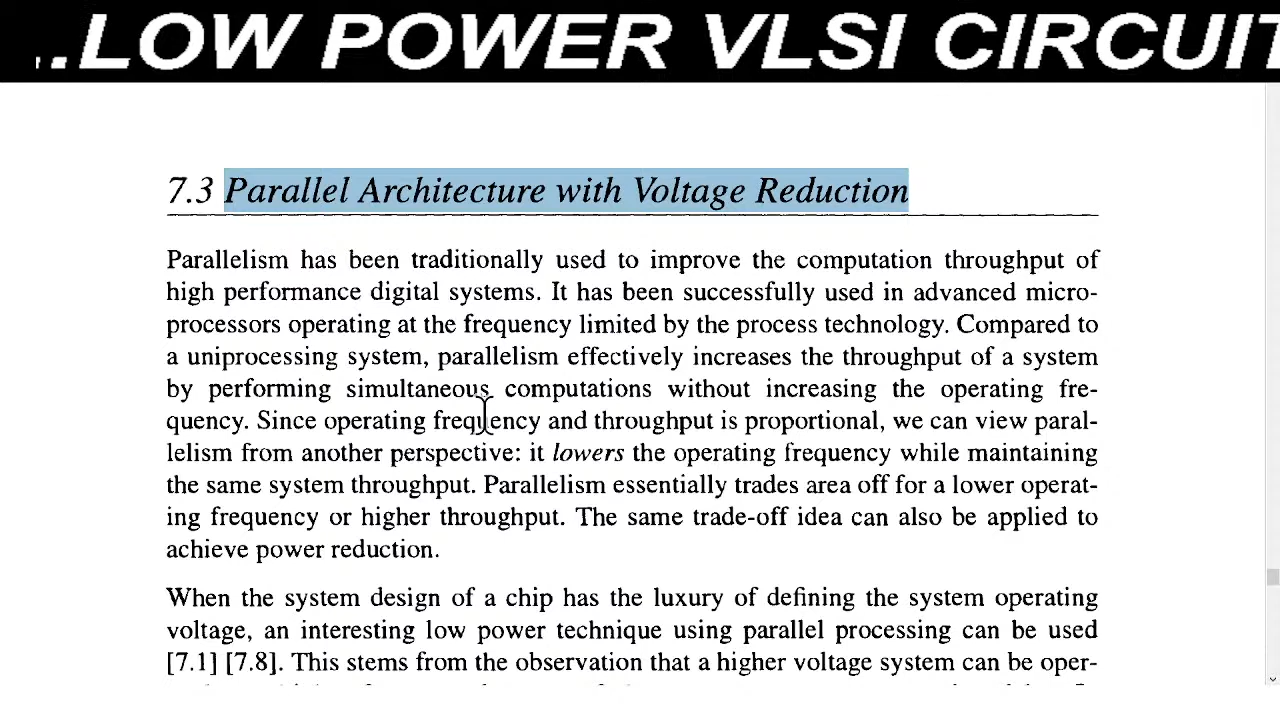 ..LOW POWER VLSI CIRCUIT
7.3 Parallel Architecture with Voltage Reduction
Parallelism has been traditionally used to improve the computation throughput of
high performance digital systems. It has been successfully used in advanced micro-
processors operating at the frequency limited by the process technology. Compared to
a uniprocessing system, parallelism effectively increases the throughput of a system
by performing simultaneous computations without increasing the operating fre-
quency. Since operating frequency and throughput is proportional, we can view paral-
lelism from another perspective: it lowers the operating frequency while maintaining
the same system throughput. Parallelism essentially trades area off for a lower operat-
ing frequency or higher throughput. The same trade-off idea can also be applied to
achieve power reduction.
When the system design of a chip has the luxury of defining the system operating
voltage, an interesting low power technique using parallel processing can be used
[7.1] [7.8]. This stems from the observation that a higher voltage system can be oper-